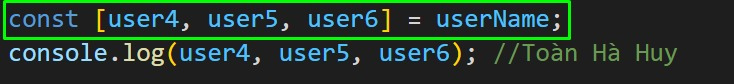 const [user4, user5, user6] = userName;
console.log(user4, user5, user6); //Toàn Hà Huy